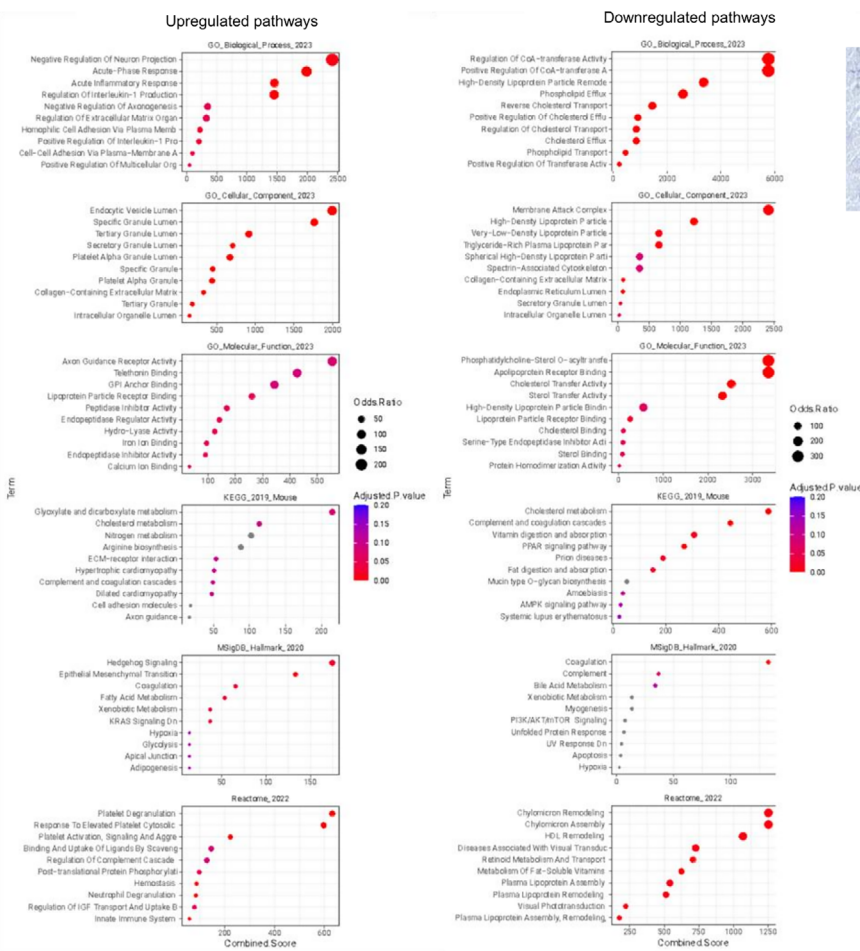 Upregulated pathways
GO_Biological_Process_2023
Negative Regulation Of Neuron Projection
Acute-Phase Response
Acute Inflammatory Response
Regulation Of Interleukin-1 Production
Negative Regulation Of Axonogenesis
Regulation Of Extracellular Matrix Organ
Homophilic Cell Adhesion Via Plasma Memb
Positive Regulation Of Interleukin-1 Pro
Cell-Cell Adhesion Via Plasma-Membrane A
Positive Regulation Of Multicellular Org
0 500 1000 1500 2000 2500
GO_Cellular_Component_2023
Endocytic Vesicle Lumen
Specific Granule Lumen
Tertiary Granule Lumen
Secretory Granule Lumen
Platelet Alpha Granule Lumen
Specific Granule
Platelet Alpha Granule
Collagen-Containing Extracellular Matrix
Tertiary Granule
Intracellular Organelle Lumen
500 1000 1500 2000
GO_Molecular_Function_2023
Axon Guidance Receptor Activity
Telethonin Binding
GPI Anchor Binding
Lipoprotein Particle Receptor Binding
Peptidase Inhibitor Activity
Endopeptidase Regulator Activity
Hydro-Lyase Activity
Iron Ion Binding
Endopeptidase Inhibitor Activity
Calcium Ion Binding
100 200 300 400 500
Term
KEGG_2019_Mouse
Glyoxylate and dicarboxylate metabolism
Cholesterol metabolism
Nitrogen metabolism
Arginine biosynthesis
ECM-receptor interaction
Hypertrophic cardiomyopathy
Complement and coagulation cascades
Dilated cardiomyopathy
Cell adhesion molecules
Axon guidance
50 100 150 200
MSigDB_Hallmark_2020
Hedgehog Signaling
Epithelial Mesenchymal Transition
Coagulation
Fatty Acid Metabolism
Xenobiotic Metabolism
KRAS Signaling Dn
Hypoxia
Glycolysis
Apical Junction
Adipogenesis
50 100 150
Reactome_2022
Platelet Degranulation
Response To Elevated Platelet Cytosolic
Platelet Activation, Signaling And Aggre
Binding And Uptake Of Ligands By Scaveng
Regulation Of Complement Cascade
Post-translational Protein Phosphorylati
Hemostasis
Neutrophil Degranulation
Regulation Of IGF Transport And Uptake B
Innate Immune System
200 400 600
Combined.Score
Odds.Ratio
50
100
150
200
Adjusted.P.value
0.20
0.15
0.10
0.05
0.00
Downregulated pathways
GO_Biological_Process_2023
Regulation Of CoA-transferase Activity
Positive Regulation Of CoA-transferase A
High-Density Lipoprotein Particle Remode
Phospholipid Efflux
Reverse Cholesterol Transport
Positive Regulation Of Cholesterol Efflu
Regulation Of Cholesterol Transport
Cholesterol Efflux
Phospholipid Transport
Positive Regulation Of Transferase Activ
0 2000 4000 6000
GO_Cellular_Component_2023
Membrane Attack Complex
High-Density Lipoprotein Particle
Very-Low-Density Lipoprotein Particle
Triglyceride-Rich Plasma Lipoprotein Par
Spherical High-Density Lipoprotein Parti
Spectrin-Associated Cytoskeleton
Collagen-Containing Extracellular Matrix
Endoplasmic Reticulum Lumen
Secretory Granule Lumen
Intracellular Organelle Lumen
0 500 1000 1500 2000 2500
GO_Molecular_Function_2023
Phosphatidylcholine-Sterol O-acyltransfe
Apolipoprotein Receptor Binding
Cholesterol Transfer Activity
Sterol Transfer Activity
High-Density Lipoprotein Particle Bindin
Lipoprotein Particle Receptor Binding
Cholesterol Binding
Serine-Type Endopeptidase Inhibitor Acti
Sterol Binding
Protein Homodimerization Activity
0 1000 2000 3000
Term
KEGG_2019_Mouse
Cholesterol metabolism
Complement and coagulation cascades
Vitamin digestion and absorption
PPAR signaling pathway
Prion diseases
Fat digestion and absorption
Mucin type O-glycan biosynthesis
Amoebiasis
AMPK signaling pathway
Systemic lupus erythematosus
0 200 400 600
MSigDB_Hallmark_2020
Coagulation
Complement
Bile Acid Metabolism
Xenobiotic Metabolism
Myogenesis
PI3K/AKT/mTOR Signaling
Unfolded Protein Response
UV Response Dn
Apoptosis
Hypoxia
0 50 100
Reactome_2022
Chylomicron Remodeling
Chylomicron Assembly
HDL Remodeling
Diseases Associated With Visual Transduc
Retinoid Metabolism And Transport
Metabolism Of Fat-Soluble Vitamins
Plasma Lipoprotein Assembly
Plasma Lipoprotein Remodeling
Visual Phototransduction
Plasma Lipoprotein Assembly, Remodeling,
250 500 750 1000 1250
Combined.Score
Odds.Ratio
100
200
300
Adjusted.P.value
0.20
0.15
0.10
0.05
0.00